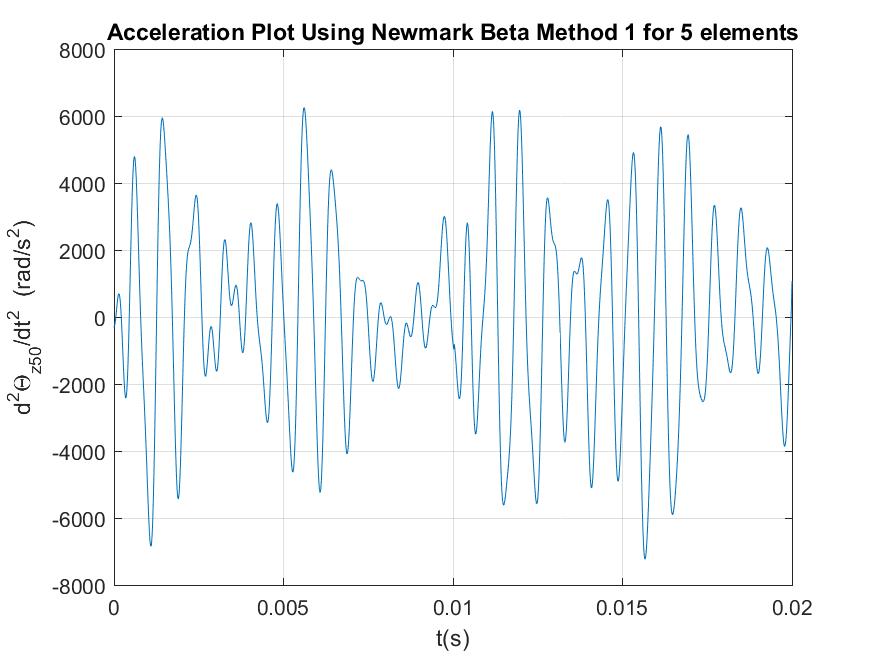 Acceleration Plot Using Newmark Beta Method 1 for 5 elements
8000
6000
4000
2000
0
-2000
-4000
-6000
-8000
d²Θ_z50/dt² (rad/s²)
0 0.005 0.01 0.015 0.02
t(s)